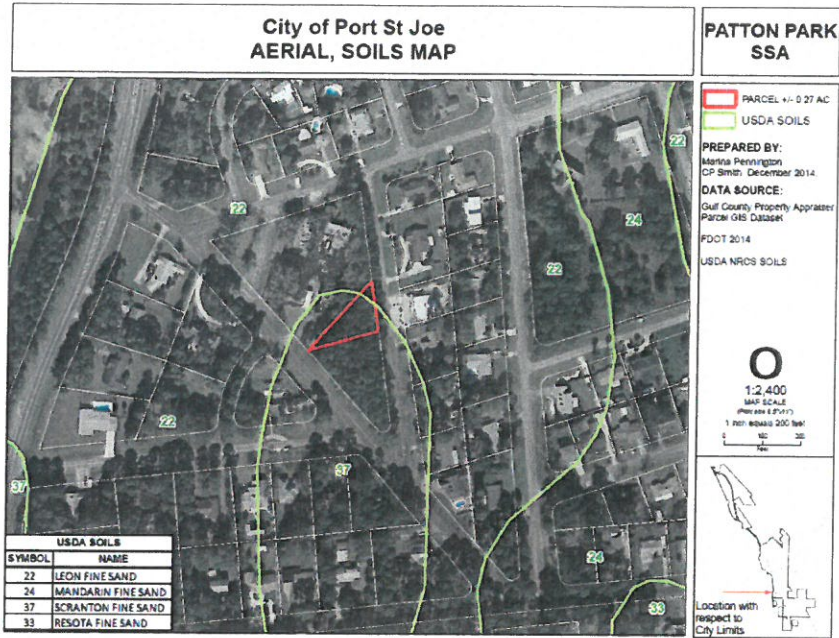 City of Port St Joe
AERIAL, SOILS MAP
PATTON PARK
SSA
PARCEL +/- 0.27 AC
USDA SOILS
PREPARED BY:
Marina Pennington
CP Smith, December 2014
DATA SOURCE:
Gulf County Property Appraiser
Parcel GIS Dataset
FDOT 2014
USDA NRCS SOILS
1:2,400
MAP SCALE
1 inch equals 200 feet
Feet
Location with
respect to
City Limits
22
22
24
22
22
37
37
24
33
USDA SOILS
SYMBOL NAME
22 LEON FINE SAND
24 MANDARIN FINE SAND
37 SCRANTON FINE SAND
33 RESOTA FINE SAND